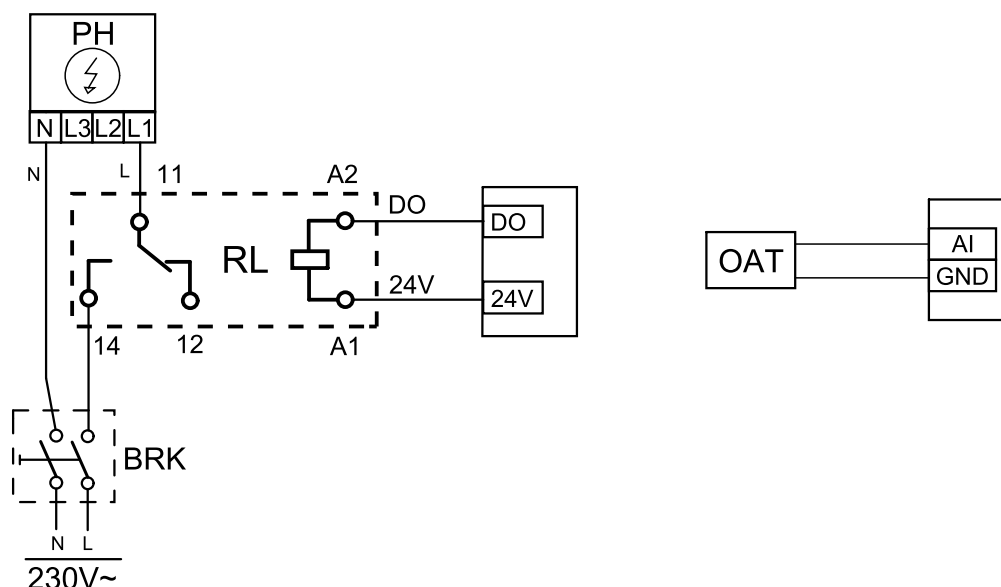 PH
N L3 L2 L1
N L 11 A2
DO DO
RL
OAT AI
GND
24V 24V
14 12 A1
BRK
N L
230V~